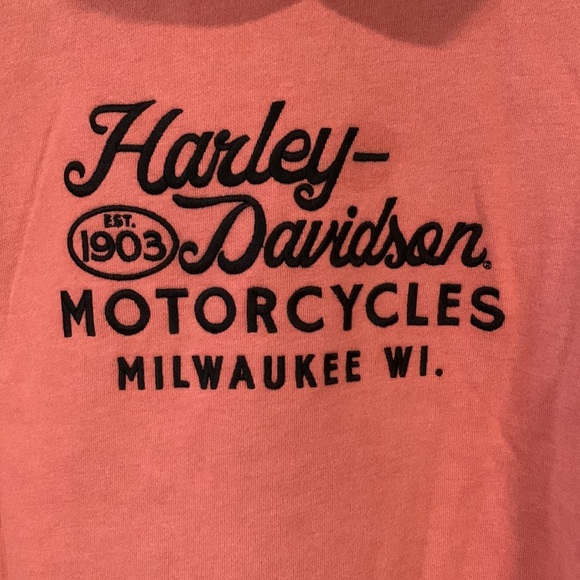 Harley-
EST.
1903
Davidson®
MOTORCYCLES
MILWAUKEE WI.